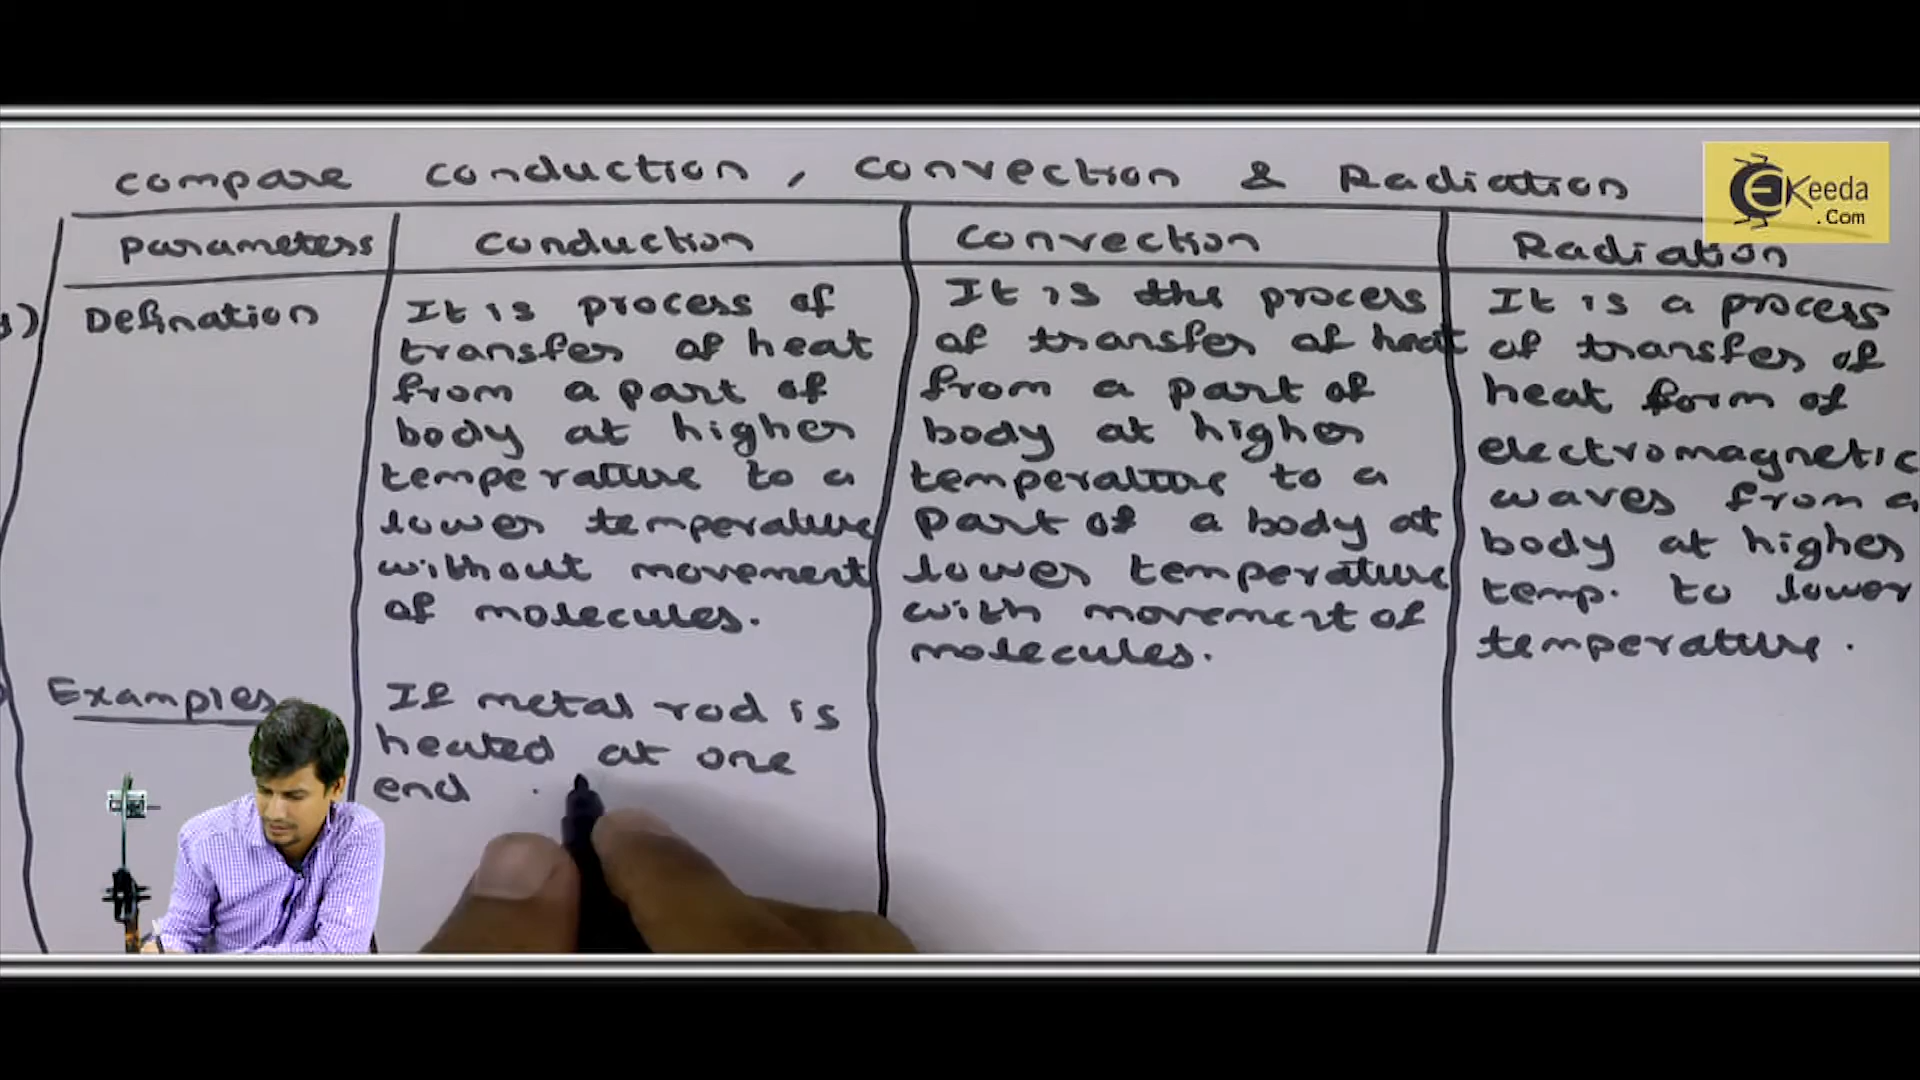 compare conduction, convection & Radiation
EKeeda
.Com
parameters
conduction
convection
Radiation
Defination
It is process of
transfer of heat
from a part of
body at higher
temperature to a
lower temperature
without movement
of molecules.
It is the process
of transfer of heat
from a part of
body at higher
temperature to a
part of a body at
lower temperature
with movement of
molecules.
It is a process
of transfer of
heat form of
electromagnetic
waves from a
body at higher
temp. to lower
temperature.
Examples
If metal rod is
heated at one
end